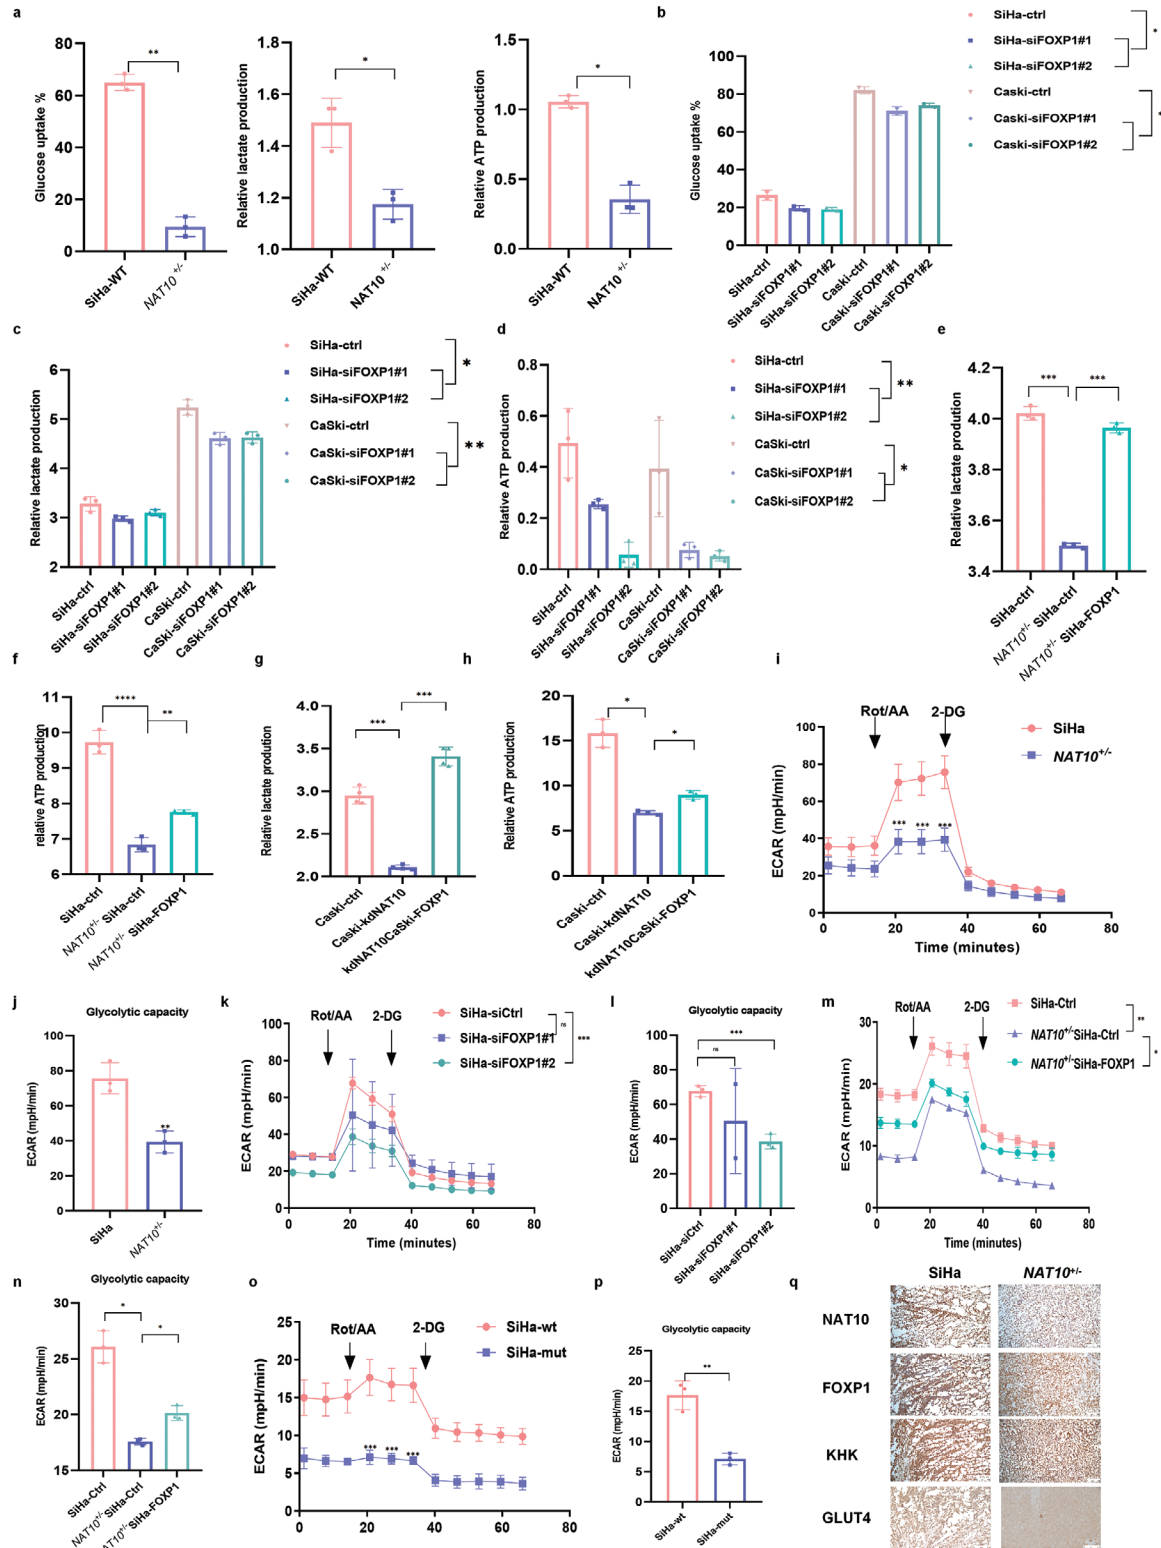 a
Glucose uptake %
80
60
40
20
0
**
SiHa-WT
NAT10 +/-
Relative lactate production
1.8
1.6
1.4
1.2
1.0
*
SiHa-WT
NAT10 +/-
Relative ATP production
1.5
1.0
0.5
0.0
*
SiHa-WT
NAT10 +/-
b
Glucose uptake %
100
80
60
40
20
0
SiHa-ctrl
SiHa-siFOXP1#1
SiHa-siFOXP1#2
Caski-ctrl
Caski-siFOXP1#1
Caski-siFOXP1#2
SiHa-ctrl
SiHa-siFOXP1#1
SiHa-siFOXP1#2
Caski-ctrl
Caski-siFOXP1#1
Caski-siFOXP1#2
*
*
c
Relative lactate production
6
5
4
3
2
SiHa-ctrl
SiHa-siFOXP1#1
SiHa-siFOXP1#2
CaSki-ctrl
CaSki-siFOXP1#1
CaSki-siFOXP1#2
SiHa-ctrl
SiHa-siFOXP1#1
SiHa-siFOXP1#2
CaSki-ctrl
CaSki-siFOXP1#1
CaSki-siFOXP1#2
*
**
d
Relative ATP production
0.8
0.6
0.4
0.2
0.0
SiHa-ctrl
SiHa-siFOXP1#1
SiHa-siFOXP1#2
CaSki-ctrl
CaSki-siFOXP1#1
CaSki-siFOXP1#2
SiHa-ctrl
SiHa-siFOXP1#1
SiHa-siFOXP1#2
CaSki-ctrl
CaSki-siFOXP1#1
CaSki-siFOXP1#2
**
*
e
Relative lactate production
4.2
4.0
3.8
3.6
3.4
***
***
SiHa-ctrl
NAT10+/- SiHa-ctrl
NAT10+/- SiHa-FOXP1
f
relative ATP production
11
10
9
8
7
6
****
**
SiHa-ctrl
NAT10+/- SiHa-ctrl
NAT10+/- SiHa-FOXP1
g
Relative lactate production
4.0
3.5
3.0
2.5
2.0
***
***
Caski-ctrl
Caski-kdNAT10
kdNAT10CaSki-FOXP1
h
Relative ATP production
20
15
10
5
0
*
*
Caski-ctrl
Caski-kdNAT10
kdNAT10CaSki-FOXP1
i
ECAR (mpH/min)
100
80
60
40
20
0
Rot/AA
2-DG
SiHa
NAT10+/-
*** *** ***
0 20 40 60 80
Time (minutes)
j
Glycolytic capacity
ECAR (mpH/min)
100
80
60
40
20
0
**
SiHa
NAT10+/-
k
ECAR (mpH/min)
100
80
60
40
20
0
Rot/AA
2-DG
SiHa-siCtrl
SiHa-siFOXP1#1
SiHa-siFOXP1#2
ns
***
0 20 40 60 80
Time (minutes)
l
Glycolytic capacity
ECAR (mpH/min)
100
80
60
40
20
0
***
ns
SiHa-siCtrl
SiHa-siFOXP1#1
SiHa-siFOXP1#2
m
ECAR (mpH/min)
30
20
10
0
Rot/AA
2-DG
SiHa-Ctrl
NAT10+/-SiHa-Ctrl
NAT10+/-SiHa-FOXP1
**
*
0 20 40 60 80
Time (minutes)
n
Glycolytic capacity
ECAR (mpH/min)
30
25
20
15
*
*
SiHa-Ctrl
NAT10+/-SiHa-Ctrl
SiHa-FOXP1
o
ECAR (mpH/min)
25
20
15
10
5
0
Rot/AA
2-DG
SiHa-wt
SiHa-mut
*** *** ***
0 20 40 60 80
p
Glycolytic capacity
ECAR (mpH/min)
20
15
10
5
0
**
SiHa-wt
SiHa-mut
q
SiHa
NAT10+/-
NAT10
FOXP1
KHK
GLUT4